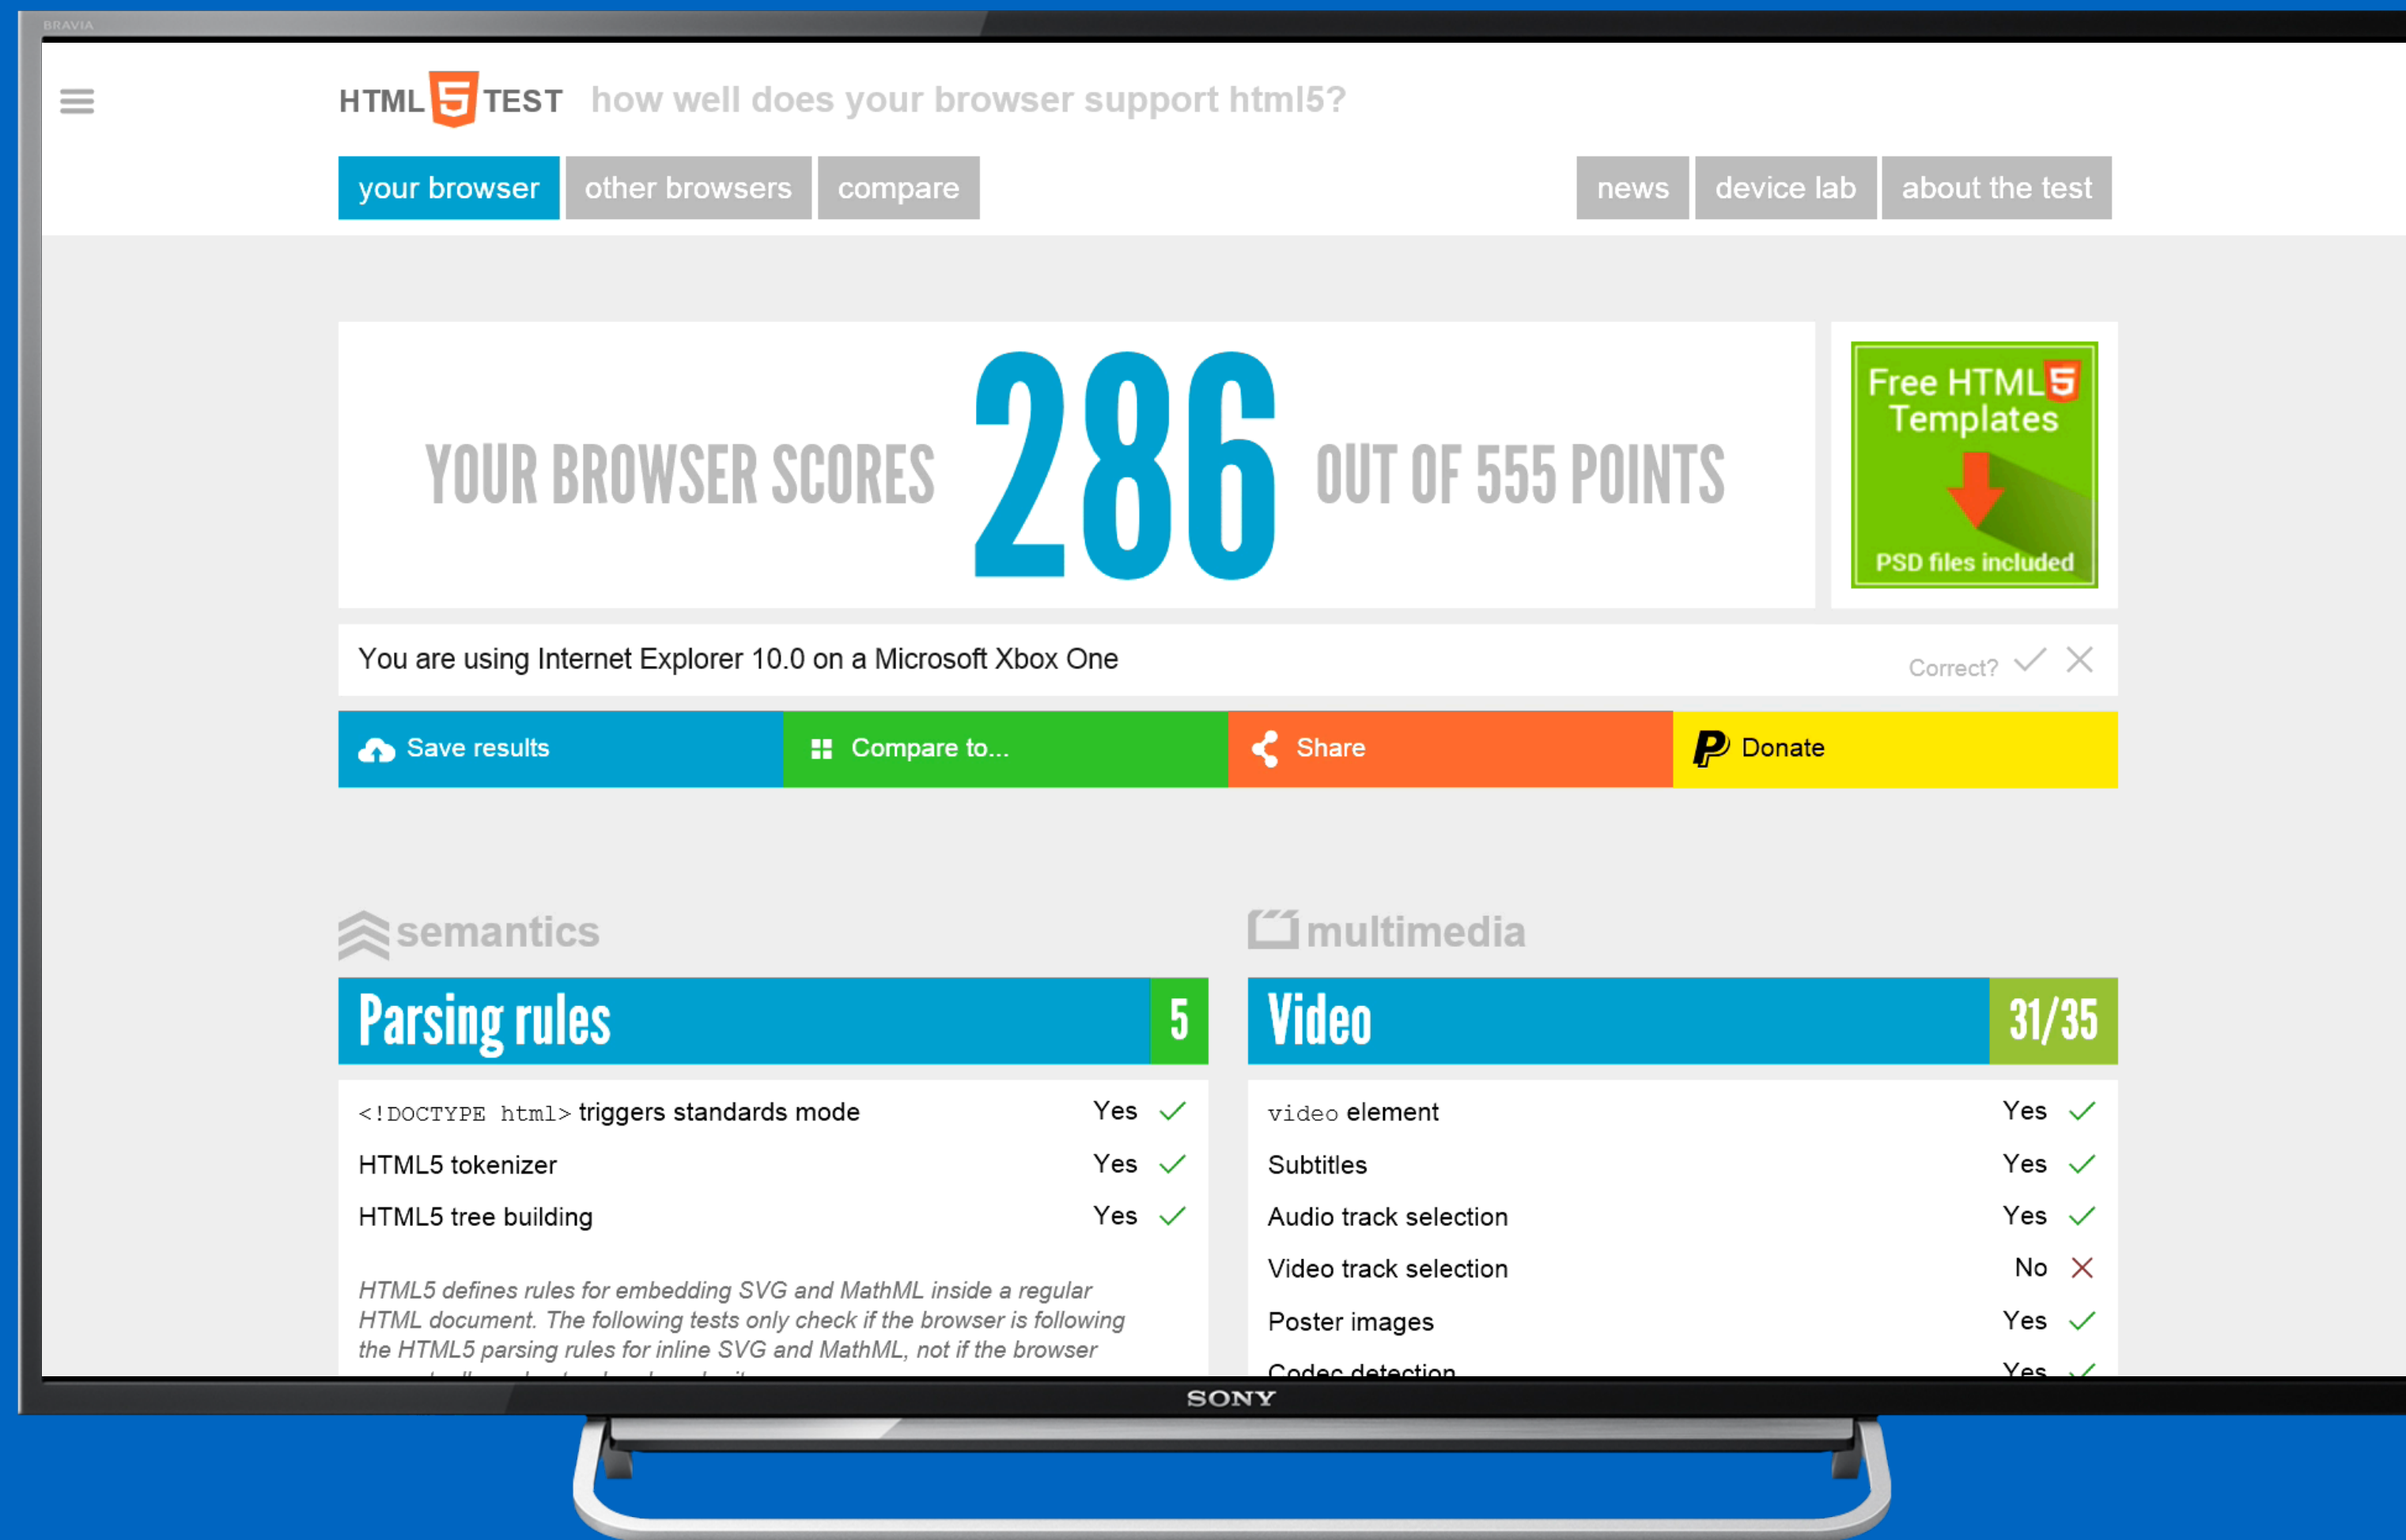 BRAVIA
HTML 5 TEST how well does your browser support html5?
your browser other browsers compare news device lab about the test
YOUR BROWSER SCORES 286 OUT OF 555 POINTS
Free HTML5
Templates
PSD files included
You are using Internet Explorer 10.0 on a Microsoft Xbox One Correct?
Save results Compare to... Share Donate
semantics
Parsing rules 5
<!DOCTYPE html> triggers standards mode Yes
HTML5 tokenizer Yes
HTML5 tree building Yes
HTML5 defines rules for embedding SVG and MathML inside a regular
HTML document. The following tests only check if the browser is following
the HTML5 parsing rules for inline SVG and MathML, not if the browser
multimedia
Video 31/35
video element Yes
Subtitles Yes
Audio track selection Yes
Video track selection No
Poster images Yes
Codec detection Yes
SONY